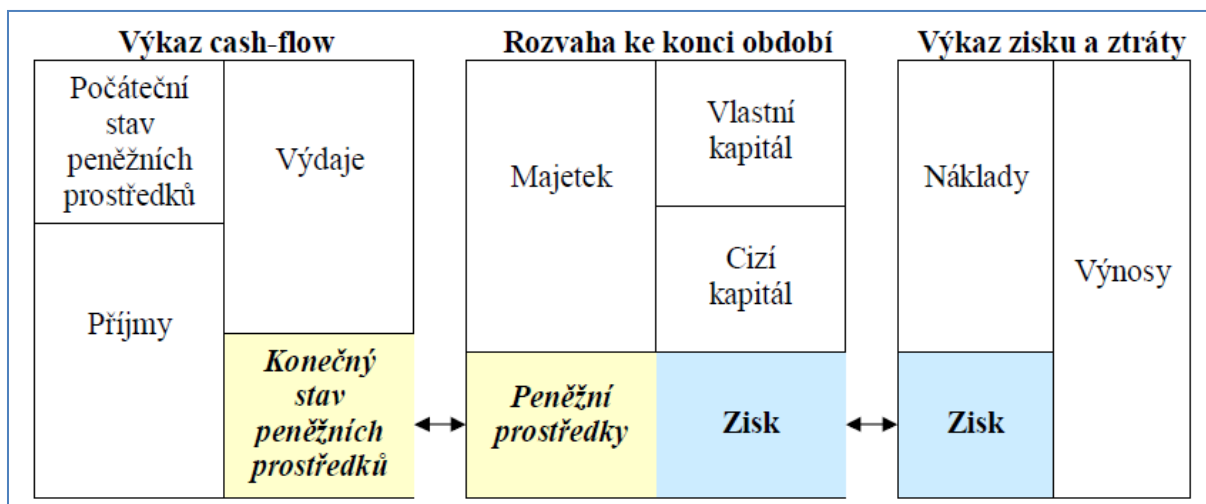 Výkaz cash-flow
Počáteční
stav
peněžních
prostředků
Příjmy
Výdaje
Konečný
stav
peněžních
prostředků
Rozvaha ke konci období
Majetek
Peněžní
prostředky
Vlastní
kapitál
Cizí
kapitál
Zisk
Výkaz zisku a ztráty
Náklady
Zisk
Výnosy